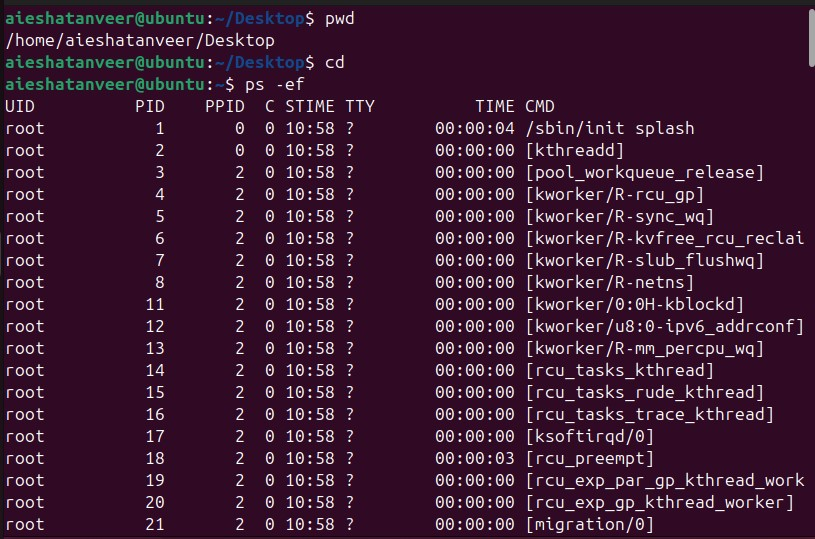 aieshatanveer@ubuntu:~/Desktop$ pwd
/home/aieshatanveer/Desktop
aieshatanveer@ubuntu:~/Desktop$ cd
aieshatanveer@ubuntu:~$ ps -ef
UID          PID    PPID  C STIME TTY          TIME CMD
root           1       0  0 10:58 ?        00:00:04 /sbin/init splash
root           2       0  0 10:58 ?        00:00:00 [kthreadd]
root           3       2  0 10:58 ?        00:00:00 [pool_workqueue_release]
root           4       2  0 10:58 ?        00:00:00 [kworker/R-rcu_gp]
root           5       2  0 10:58 ?        00:00:00 [kworker/R-sync_wq]
root           6       2  0 10:58 ?        00:00:00 [kworker/R-kvfree_rcu_reclai
root           7       2  0 10:58 ?        00:00:00 [kworker/R-slub_flushwq]
root           8       2  0 10:58 ?        00:00:00 [kworker/R-netns]
root          11       2  0 10:58 ?        00:00:00 [kworker/0:0H-kblockd]
root          12       2  0 10:58 ?        00:00:00 [kworker/u8:0-ipv6_addrconf]
root          13       2  0 10:58 ?        00:00:00 [kworker/R-mm_percpu_wq]
root          14       2  0 10:58 ?        00:00:00 [rcu_tasks_kthread]
root          15       2  0 10:58 ?        00:00:00 [rcu_tasks_rude_kthread]
root          16       2  0 10:58 ?        00:00:00 [rcu_tasks_trace_kthread]
root          17       2  0 10:58 ?        00:00:00 [ksoftirqd/0]
root          18       2  0 10:58 ?        00:00:03 [rcu_preempt]
root          19       2  0 10:58 ?        00:00:00 [rcu_exp_par_gp_kthread_work
root          20       2  0 10:58 ?        00:00:00 [rcu_exp_gp_kthread_worker]
root          21       2  0 10:58 ?        00:00:00 [migration/0]